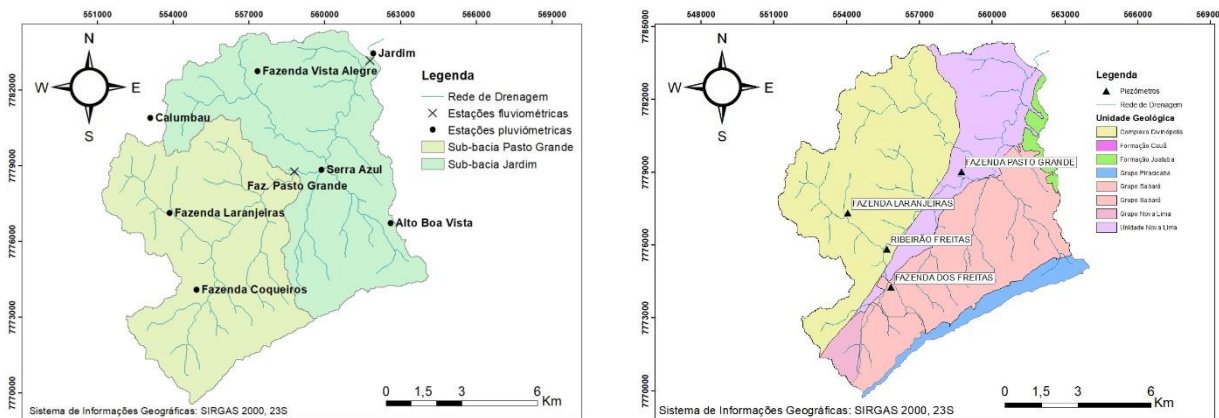 551000 554000 557000 560000 563000 566000 569000
7782000
7779000
7776000
7773000
7770000
N
W E
S
Jardim
Fazenda Vista Alegre
Calumbau
Serra Azul
Faz. Pasto Grande
Fazenda Laranjeiras
Alto Boa Vista
Fazenda Coqueiros
Legenda
Rede de Drenagem
Estações fluviométricas
Estações pluviómetricas
Sub-bacia Pasto Grande
Sub-bacia Jardim
0 1,5 3 6
Km
Sistema de Informações Geográficas: SIRGAS 2000, 23S
548000 551000 554000 557000 560000 563000 566000 569000
7785000
7782000
7779000
7776000
7773000
7770000
N
W E
S
FAZENDA PASTO GRANDE
FAZENDA LARANJEIRAS
RIBEIRÃO FREITAS
FAZENDA DOS FREITAS
Legenda
Piezômetros
Rede de Drenagem
Unidade Geológica
Complexo Divinópolis
Formação Cauã
Formação
Grupo Piracicaba
Grupo Sabará
Grupo Sabará
Grupo Nova Lima
Unidade Nova Lima
0 1,5 3 6
Km
Sistema de Informações Geográficas: SIRGAS 2000, 23S